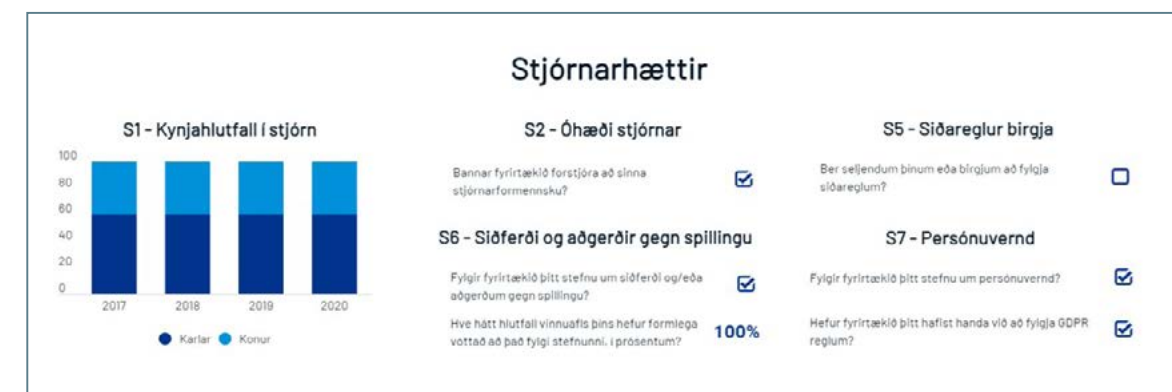 Stjórnarhættir
S1 - Kynjahlutfall í stjórn
100
80
60
40
20
0
2017 2018 2019 2020
Karlar Konur
S2 - Óhæði stjórnar
Bannar fyrirtækið forstjóra að sinna
stjórnarformennsku?
S6 - Siðferði og aðgerðir gegn spillingu
Fylgir fyrirtækið þitt stefnu um siðferði og/eða
aðgerðum gegn spillingu?
Hve hátt hlutfall vinnuafls þíns hefur formlega
vottað að það fylgi stefnunni, í prósentum?
100%
S5 - Siðareglur birgja
Ber seljendum þínum eða birgjum að fylgja
siðareglum?
S7 - Persónuvernd
Fylgir fyrirtækið þitt stefnu um persónuvernd?
Hefur fyrirtækið þitt hafist handa við að fylgja GDPR
reglum?